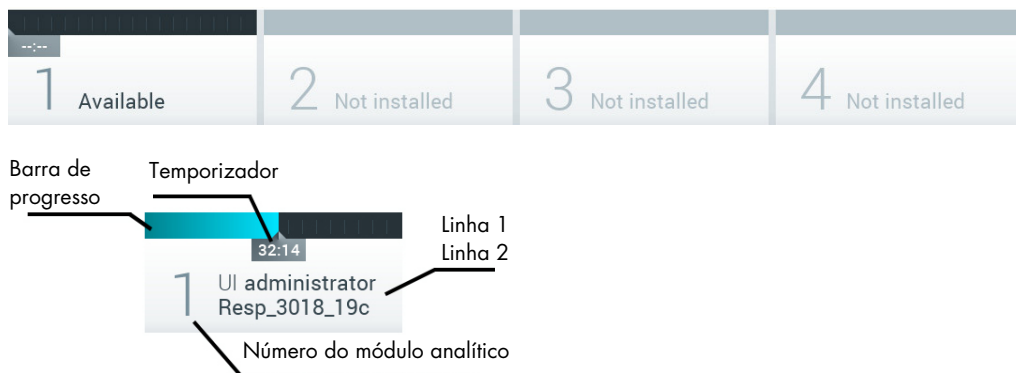 --:--
1 Available
2 Not installed
3 Not installed
4 Not installed
Barra de
progresso
Temporizador
Linha 1
Linha 2
32:14
1
UI administrator
Resp_3018_19c
Número do módulo analítico